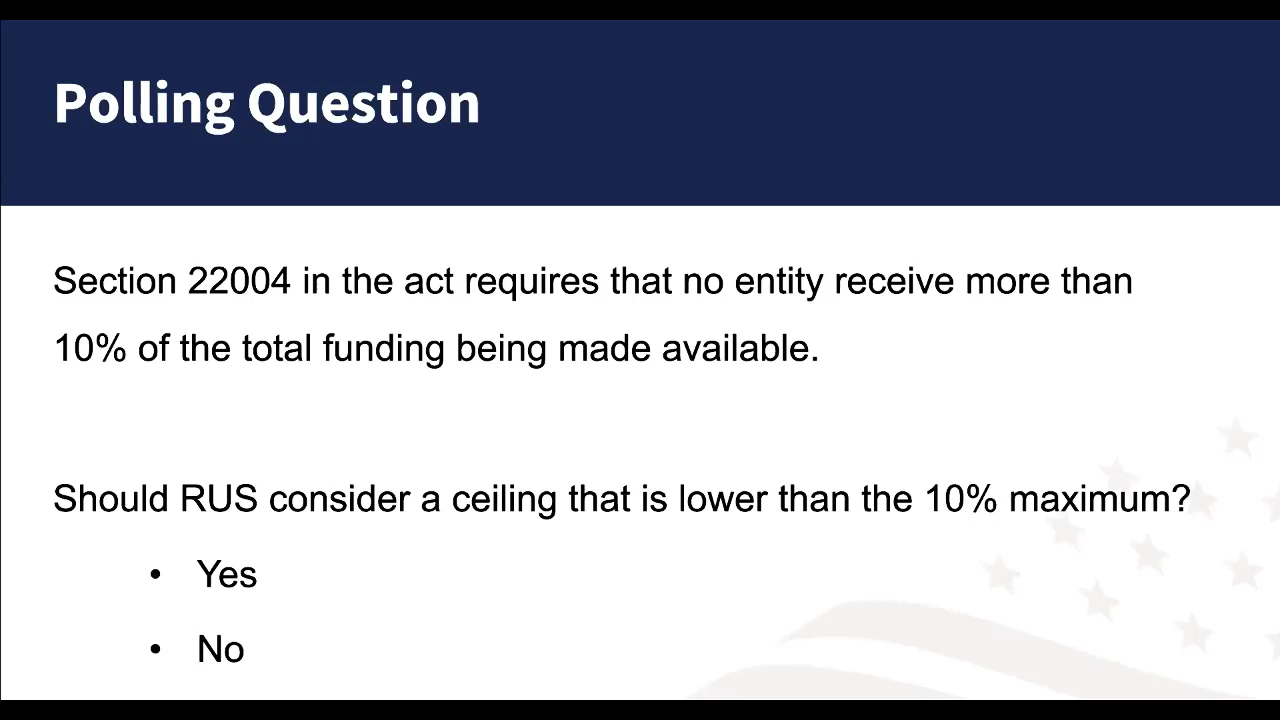 Polling Question
Section 22004 in the act requires that no entity receive more than
10% of the total funding being made available.
Should RUS consider a ceiling that is lower than the 10% maximum?
• Yes
• No